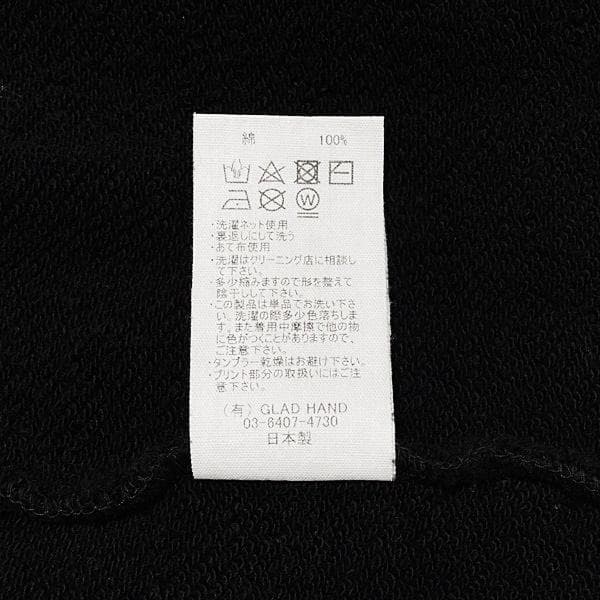 綿 100%
W
・洗濯ネット使用
・裏返しにして洗う
・あて布使用
・洗濯はクリーニング店に相談し
て下さい。
・多少縮みますので形を整えて
陰干しして下さい。
・この製品は単品でお洗い下さ
い。洗濯の際多少色落ちしま
す。また着用中摩擦で他の物
に色がつくことがありますので、
ご注意下さい。
・タンブラー乾燥はお避け下さい。
・プリント部分の取扱いにはご注
意下さい。
（有）GLAD HAND
03-6407-4730
日本製